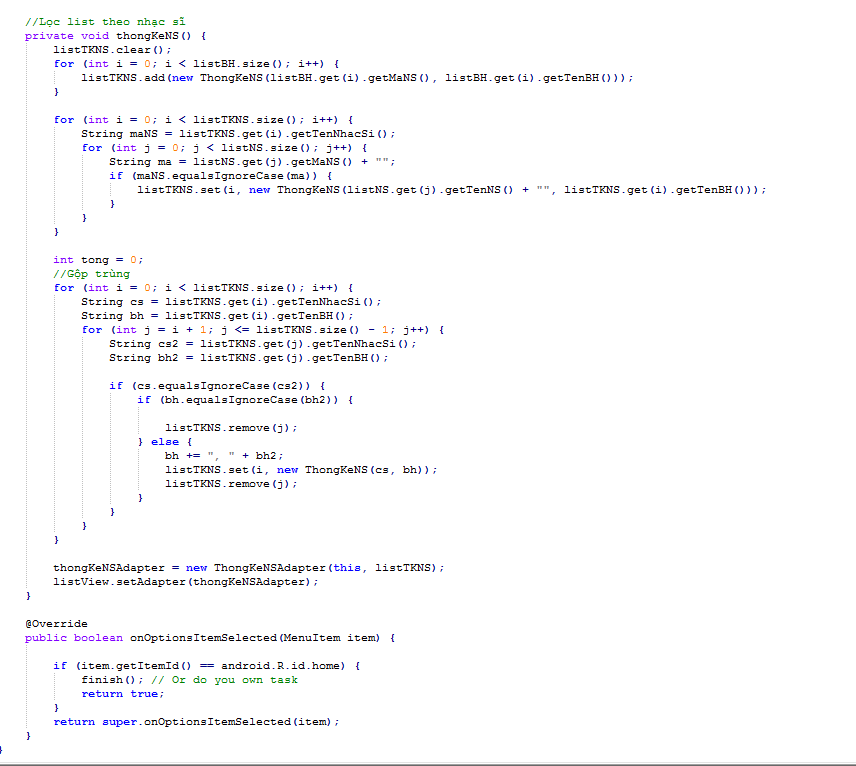 //Lọc list theo nhạc sĩ
private void thongKeNS() {
listTKNS.clear();
for (int i = 0; i < listBH.size(); i++) {
listTKNS.add(new ThongKeNS(listBH.get(i).getMaNS(), listBH.get(i).getTenBH()));
}
for (int i = 0; i < listTKNS.size(); i++) {
String maNS = listTKNS.get(i).getTenNhacSi();
for (int j = 0; j < listNS.size(); j++) {
String ma = listNS.get(j).getMaNS() + "";
if (maNS.equalsIgnoreCase(ma)) {
listTKNS.set(i, new ThongKeNS(listNS.get(j).getTenNS() + "", listTKNS.get(i).getTenBH()));
}
}
}
int tong = 0;
//Gộp trùng
for (int i = 0; i < listTKNS.size(); i++) {
String cs = listTKNS.get(i).getTenNhacSi();
String bh = listTKNS.get(i).getTenBH();
for (int j = i + 1; j <= listTKNS.size() - 1; j++) {
String cs2 = listTKNS.get(j).getTenNhacSi();
String bh2 = listTKNS.get(j).getTenBH();
if (cs.equalsIgnoreCase(cs2)) {
if (bh.equalsIgnoreCase(bh2)) {
listTKNS.remove(j);
} else {
bh += ", " + bh2;
listTKNS.set(i, new ThongKeNS(cs, bh));
listTKNS.remove(j);
}
}
}
}
thongKeNSAdapter = new ThongKeNSAdapter(this, listTKNS);
listView.setAdapter(thongKeNSAdapter);
}
@Override
public boolean onOptionsItemSelected(MenuItem item) {
if (item.getItemId() == android.R.id.home) {
finish(); // Or do you own task
return true;
}
return super.onOptionsItemSelected(item);
}
}